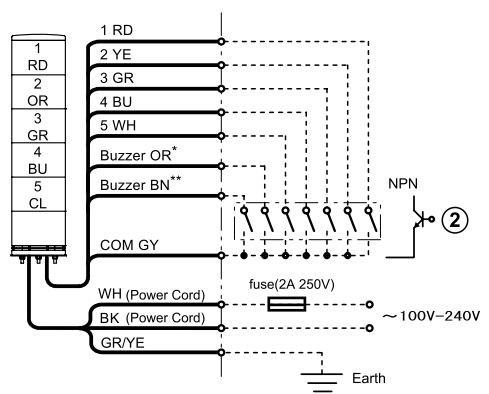 1
RD
2
OR
3
GR
4
BU
5
CL
1 RD
2 YE
3 GR
4 BU
5 WH
Buzzer OR*
Buzzer BN**
COM GY
NPN
2
WH (Power Cord)
BK (Power Cord)
GR/YE
fuse(2A 250V)
~100V-240V
Earth